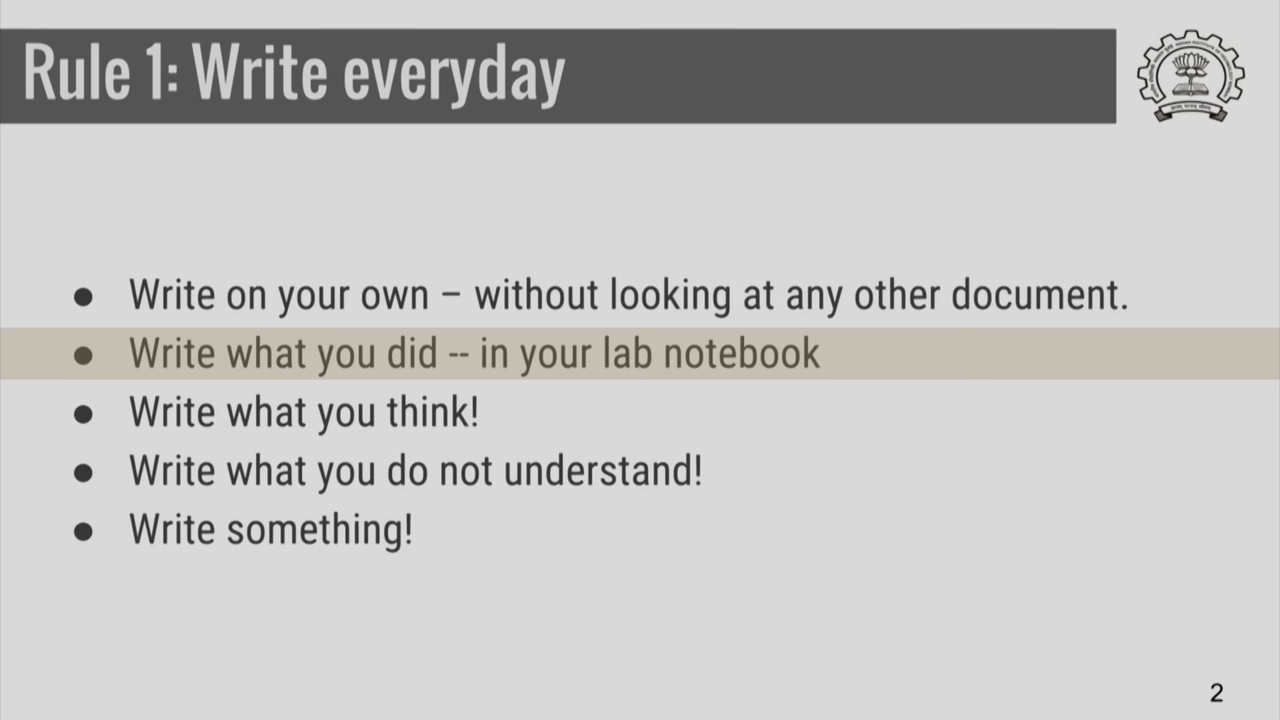 Rule 1: Write everyday
● Write on your own – without looking at any other document.
● Write what you did -- in your lab notebook
● Write what you think!
● Write what you do not understand!
● Write something!
2